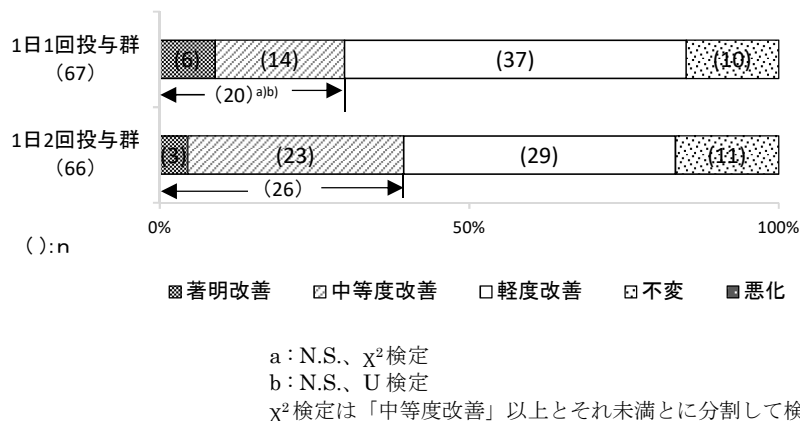 1日1回投与群
(67)
(6) (14) (37) (10)
(20)a)b)
1日2回投与群
(66)
(3) (23) (29) (11)
(26)
0% 50% 100%
( ):n
著明改善 中等度改善 軽度改善 不変 悪化
a:N.S.、χ²検定
b:N.S.、U 検定
χ²検定は「中等度改善」以上とそれ未満とに分割して検